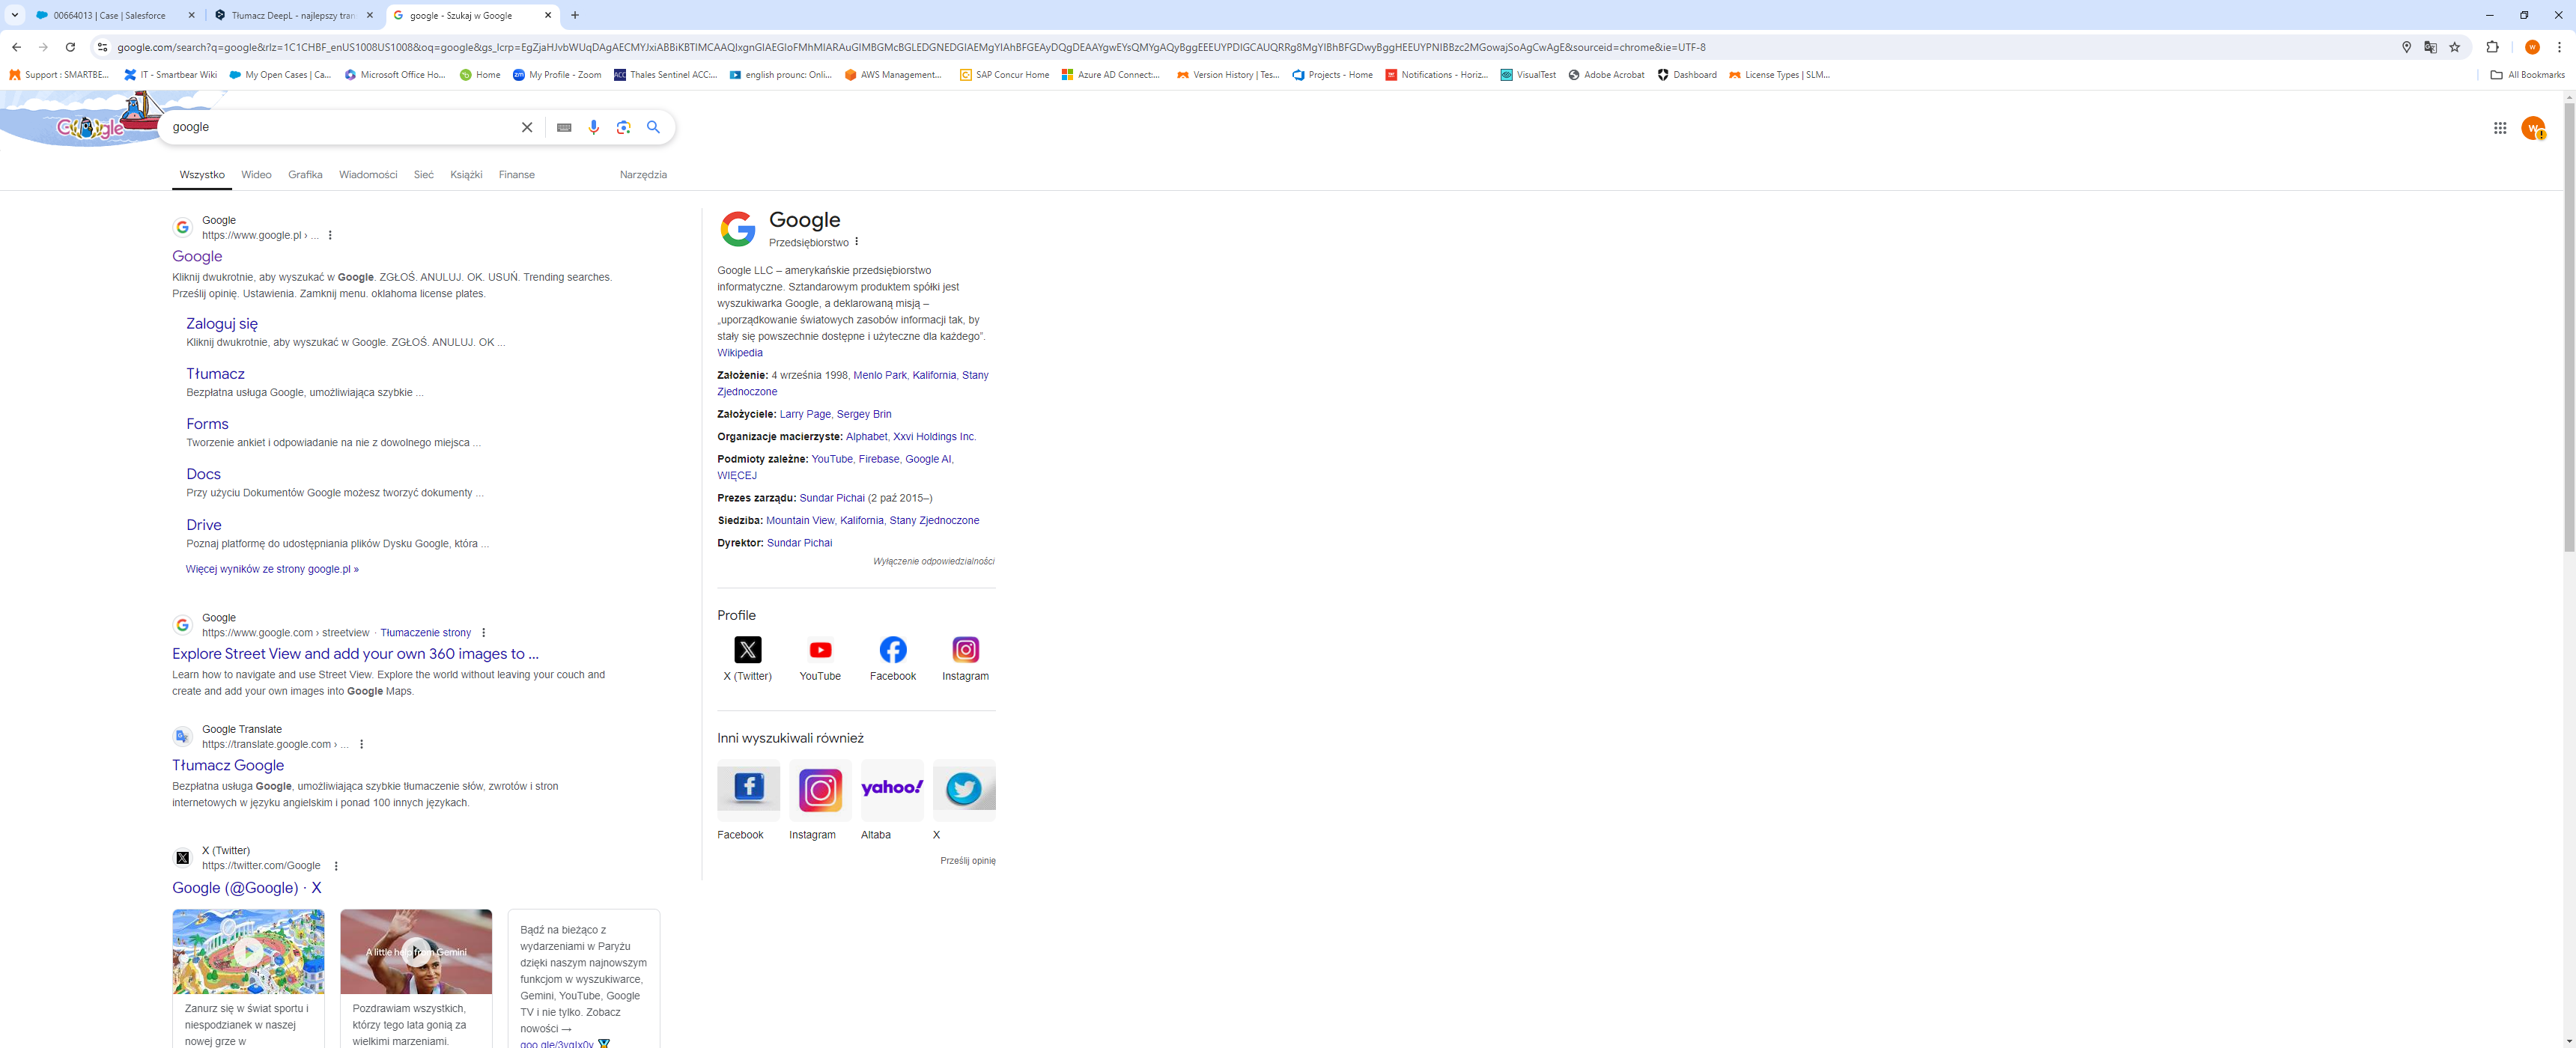 00664013 | Case | Salesforce
Tłumacz DeepL - najlepszy tran
google - Szukaj w Google
google.com/search?q=google&rlz=1C1CHBF_enUS1008US1008&oq=google&gs_lcrp=EgZjaHJvbWUqDAgAECMYJxiABBiKBTIMCAAQIxgnGIAEGIoFMhMIARAuGIMBGMcBGLEDGNEDGIAEMgYIAhBFGEAyDQgDEAAYgwEYsQMYgAQyBggEEEUYPDIGCAUQRRg8MgYIBhBFGDwyBggHEEUYPNIBBzc2MGowajSoAgCwAgE&sourceid=chrome&ie=UTF-8
Support : SMARTBE...
IT - Smartbear Wiki
My Open Cases | Ca...
Microsoft Office Ho...
Home
My Profile - Zoom
Thales Sentinel ACC:...
english prounc: Onli...
AWS Management...
SAP Concur Home
Azure AD Connect:...
Version History | Tes...
Projects - Home
Notifications - Horiz...
VisualTest
Adobe Acrobat
Dashboard
License Types | SLM...
All Bookmarks
Google
google
Wszystko
Wideo
Grafika
Wiadomości
Sieć
Książki
Finanse
Narzędzia
Google
https://www.google.pl › ...
Google
Kliknij dwukrotnie, aby wyszukać w Google. ZGŁOŚ. ANULUJ. OK. USUŃ. Trending searches.
Prześlij opinię. Ustawienia. Zamknij menu. oklahoma license plates.
Zaloguj się
Kliknij dwukrotnie, aby wyszukać w Google. ZGŁOŚ. ANULUJ. OK ...
Tłumacz
Bezpłatna usługa Google, umożliwiająca szybkie ...
Forms
Tworzenie ankiet i odpowiadanie na nie z dowolnego miejsca ...
Docs
Przy użyciu Dokumentów Google możesz tworzyć dokumenty ...
Drive
Poznaj platformę do udostępniania plików Dysku Google, która ...
Więcej wyników ze strony google.pl »
Google
https://www.google.com › streetview · Tłumaczenie strony
Explore Street View and add your own 360 images to ...
Learn how to navigate and use Street View. Explore the world without leaving your couch and
create and add your own images into Google Maps.
Google Translate
https://translate.google.com › ...
Tłumacz Google
Bezpłatna usługa Google, umożliwiająca szybkie tłumaczenie słów, zwrotów i stron
internetowych w języku angielskim i ponad 100 innych językach.
X (Twitter)
https://twitter.com/Google
Google (@Google) · X
Zanurz się w świat sportu i
niespodzianek w naszej
nowej grze w
A little help from Gemini
Pozdrawiam wszystkich,
którzy tego lata gonią za
wielkimi marzeniami.
Bądź na bieżąco z
wydarzeniami w Paryżu
dzięki naszym najnowszym
funkcjom w wyszukiwarce,
Gemini, YouTube, Google
TV i nie tylko. Zobacz
nowości →
Google
Przedsiębiorstwo
Google LLC – amerykańskie przedsiębiorstwo
informatyczne. Sztandarowym produktem spółki jest
wyszukiwarka Google, a deklarowaną misją –
„uporządkowanie światowych zasobów informacji tak, by
stały się powszechnie dostępne i użyteczne dla każdego”.
Wikipedia
Założenie: 4 września 1998, Menlo Park, Kalifornia, Stany
Zjednoczone
Założyciele: Larry Page, Sergey Brin
Organizacje macierzyste: Alphabet, Xxvi Holdings Inc.
Podmioty zależne: YouTube, Firebase, Google AI,
WIĘCEJ
Prezes zarządu: Sundar Pichai (2 paź 2015–)
Siedziba: Mountain View, Kalifornia, Stany Zjednoczone
Dyrektor: Sundar Pichai
Wyłączenie odpowiedzialności
Profile
X (Twitter)
YouTube
Facebook
Instagram
Inni wyszukiwali również
yahoo!
Facebook
Instagram
Altaba
X
Prześlij opinię